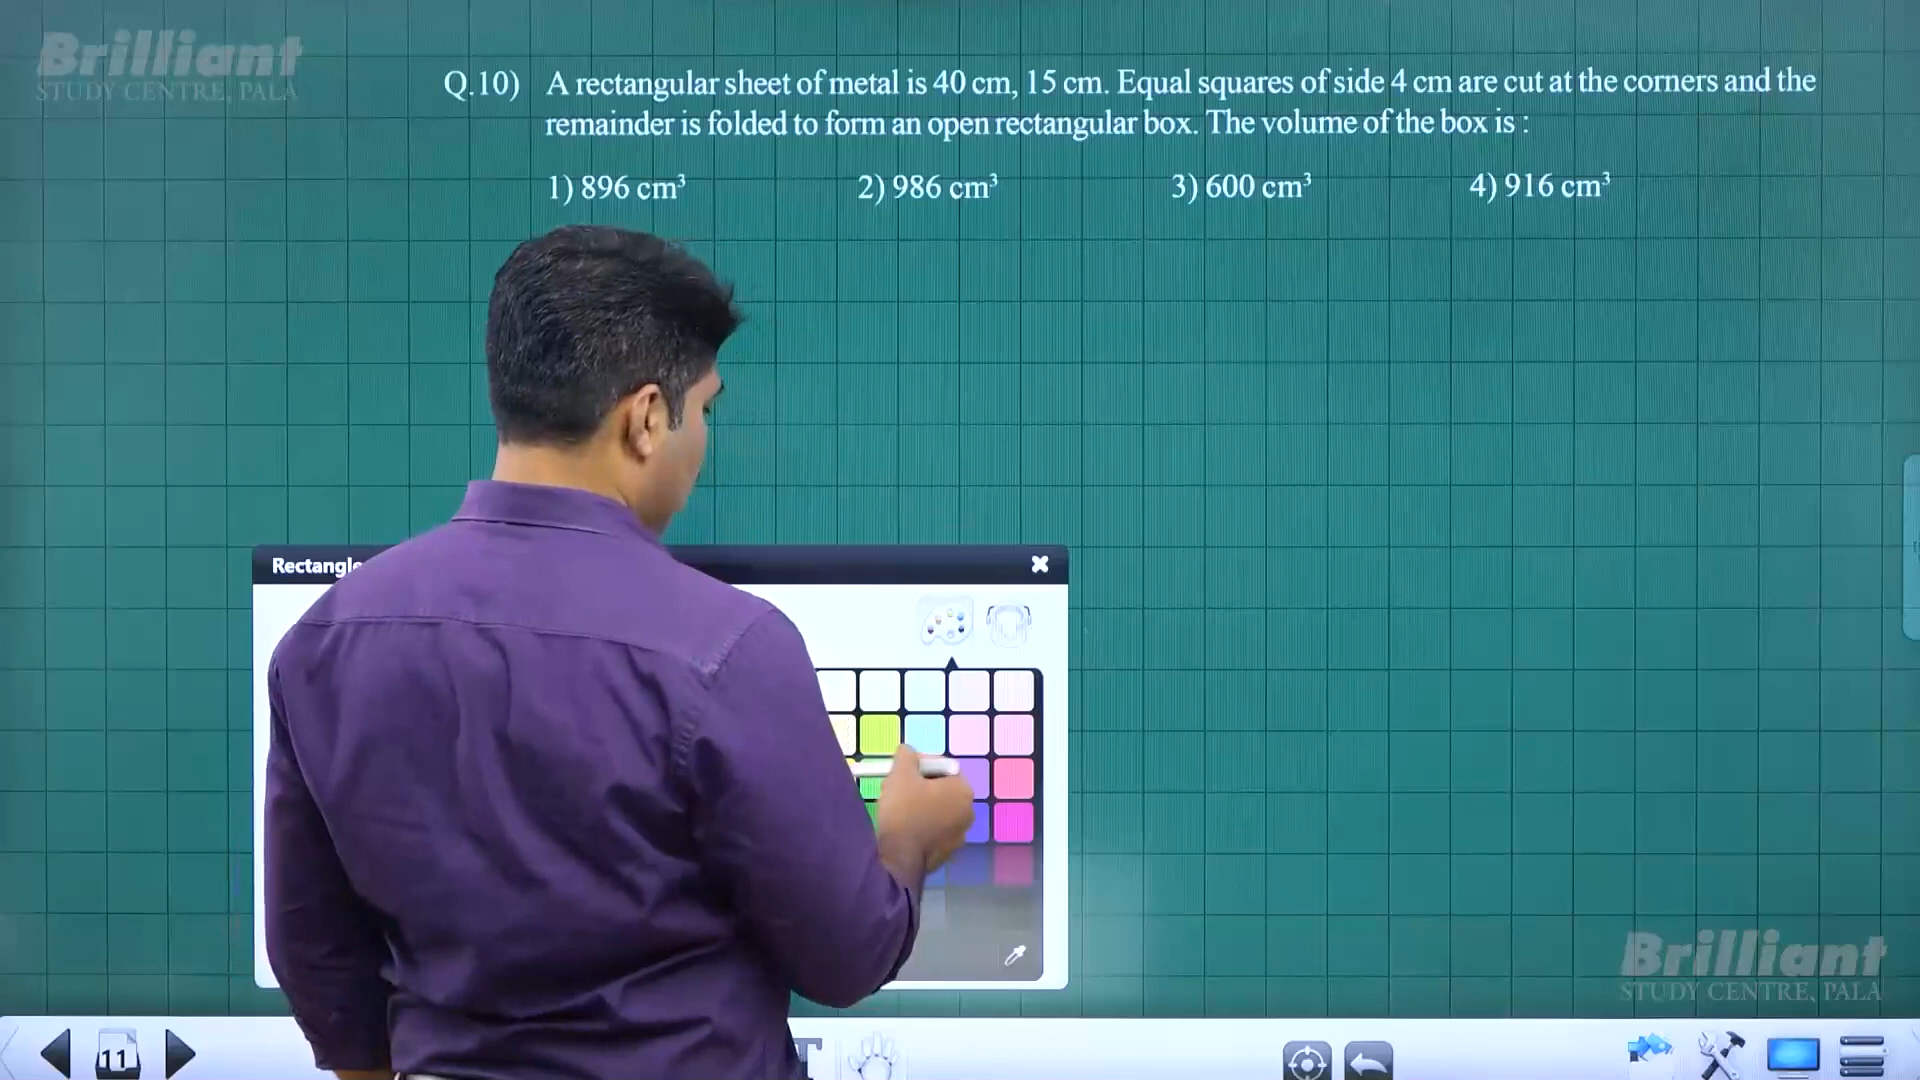 Brilliant
STUDY CENTRE, PALA
Q.10) A rectangular sheet of metal is 40 cm, 15 cm. Equal squares of side 4 cm are cut at the corners and the
remainder is folded to form an open rectangular box. The volume of the box is :
1) 896 cm³ 2) 986 cm³ 3) 600 cm³ 4) 916 cm³
Rectangle
Brilliant
STUDY CENTRE, PALA
11
T